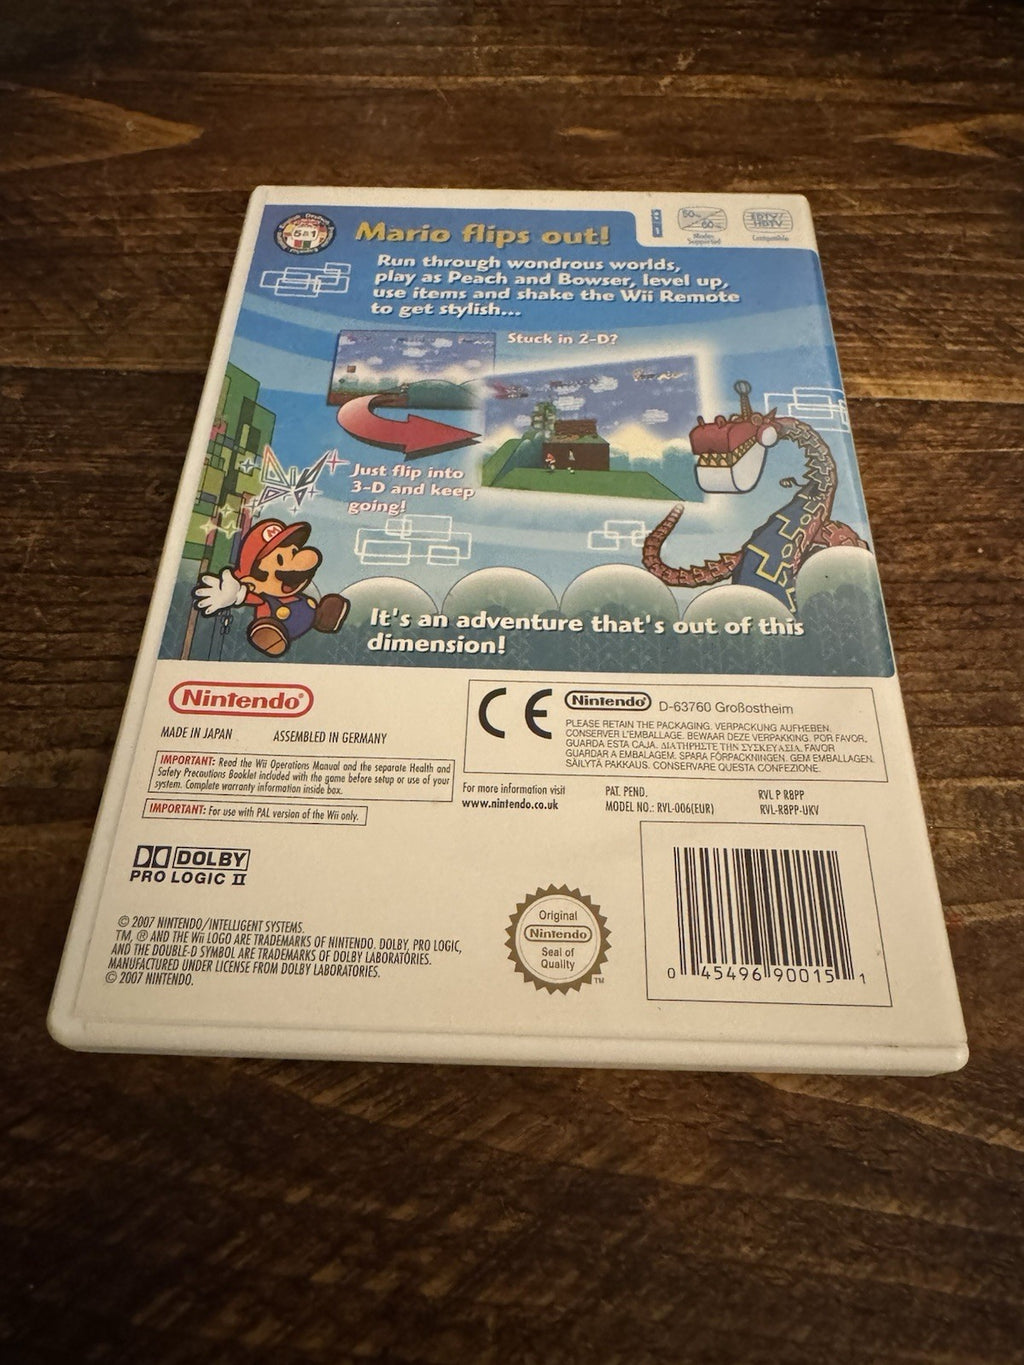 5 in 1
Mario flips out!
50Hz
60Hz
Modes
Supported
EDTV/
HDTV
Compatible
Run through wondrous worlds,
play as Peach and Bowser, level up,
use items and shake the Wii Remote
to get stylish...
Stuck in 2-D?
Just flip into
3-D and keep
going!
M
It's an adventure that's out of this
dimension!
Nintendo®
MADE IN JAPAN ASSEMBLED IN GERMANY
IMPORTANT: Read the Wii Operations Manual and the separate Health and
Safety Precautions Booklet included with the game before setup or use of your
system. Complete warranty information inside box.
IMPORTANT: For use with PAL version of the Wii only.
CE Nintendo® D-63760 Großostheim
PLEASE RETAIN THE PACKAGING. VERPACKUNG AUFHEBEN.
CONSERVER L'EMBALLAGE. BEWAAR DEZE VERPAKKING. POR FAVOR,
GUARDA ESTA CAJA. ΔΙΑΤΗΡΗΣΤΕ ΤΗΝ ΣΥΣΚΕΥΑΣΙΑ. FAVOR
GUARDAR A EMBALAGEM. SPARA FÖRPACKNINGEN. GEM EMBALLAGEN.
SÄILYTÄ PAKKAUS. CONSERVARE QUESTA CONFEZIONE.
For more information visit
www.nintendo.co.uk
PAT. PEND.
MODEL NO.: RVL-006(EUR)
RVL P R8PP
RVL-R8PP-UKV
DOLBY
PRO LOGIC II
© 2007 NINTENDO/INTELLIGENT SYSTEMS.
TM, ® AND THE Wii LOGO ARE TRADEMARKS OF NINTENDO. DOLBY, PRO LOGIC,
AND THE DOUBLE-D SYMBOL ARE TRADEMARKS OF DOLBY LABORATORIES.
MANUFACTURED UNDER LICENSE FROM DOLBY LABORATORIES.
© 2007 NINTENDO.
Original
Nintendo
Seal of
Quality
TM
0 45496 90015 1